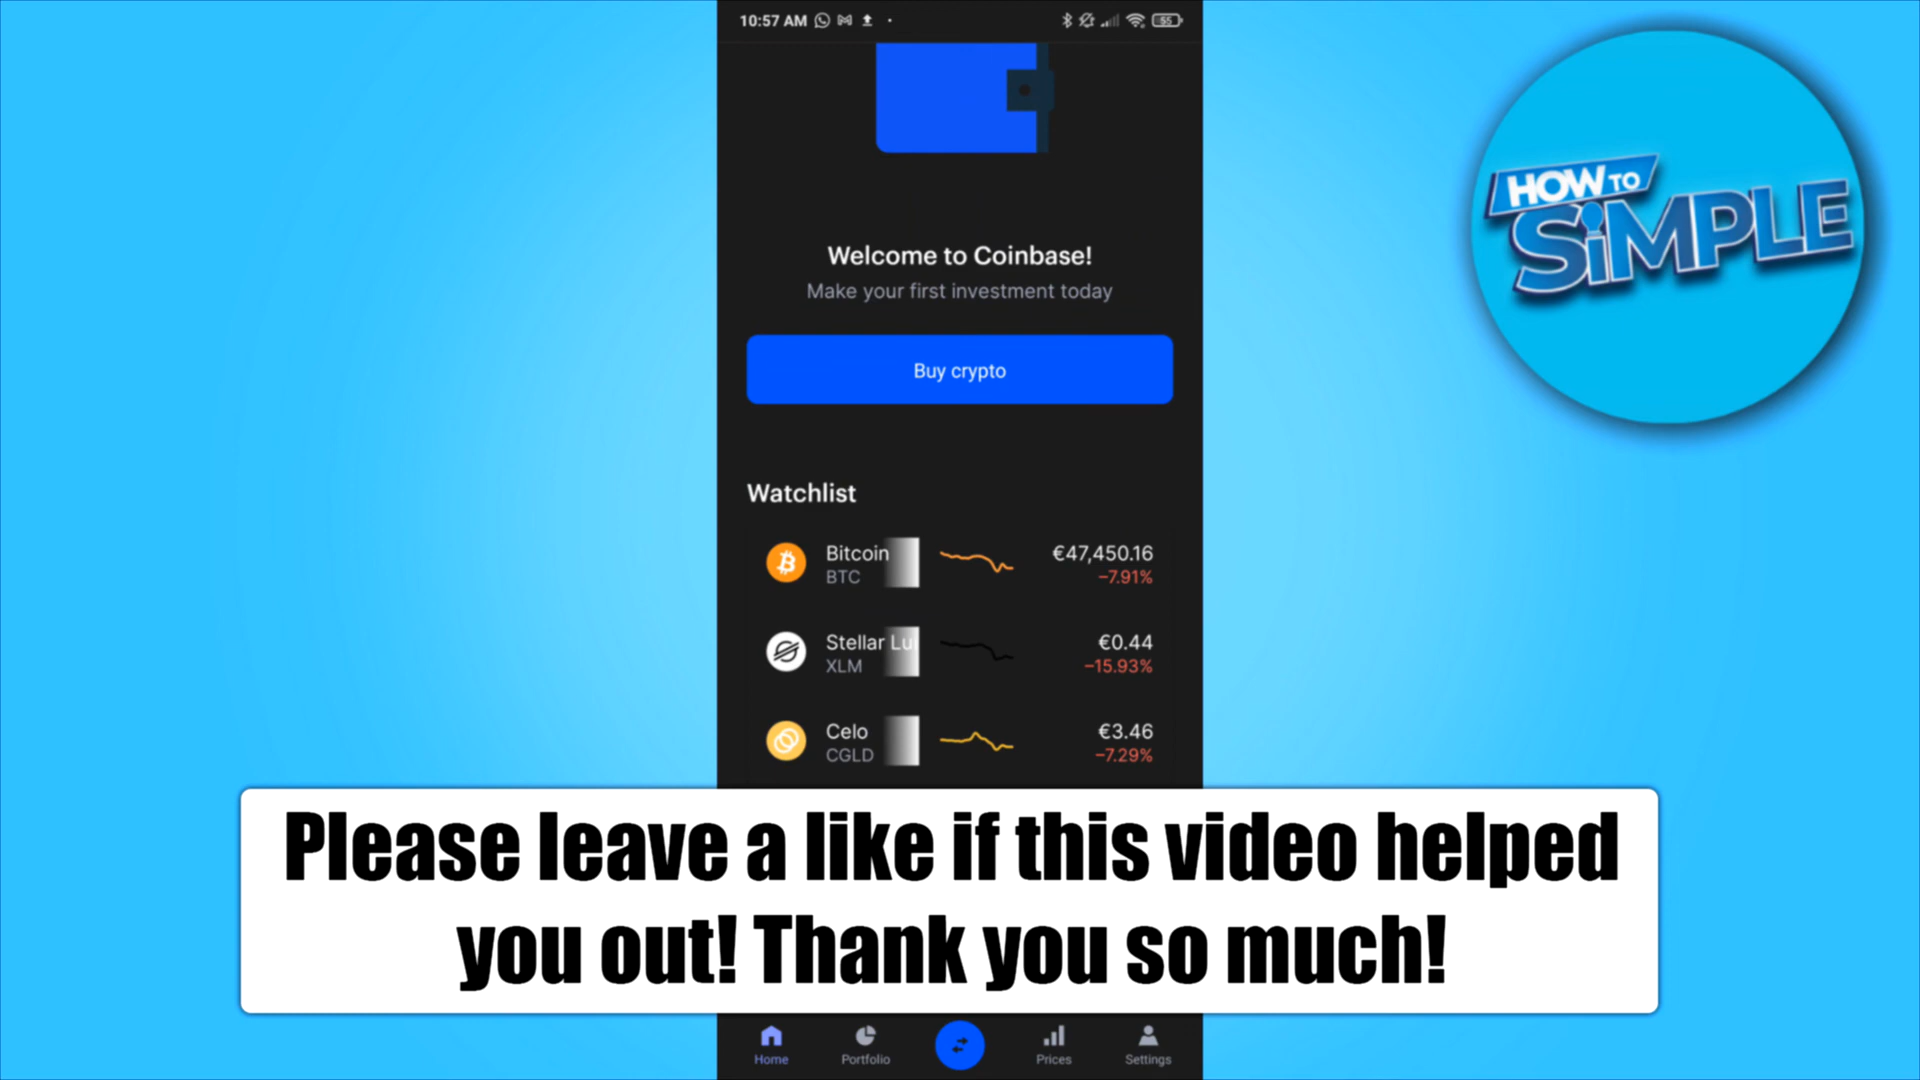 10:57 AM
55
HOW TO
SiMPLE
Welcome to Coinbase!
Make your first investment today
Buy crypto
Watchlist
Bitcoin
BTC
€47,450.16
−7.91%
Stellar Lu
XLM
€0.44
−15.93%
Celo
CGLD
€3.46
−7.29%
Please leave a like if this video helped
you out! Thank you so much!
Home
Portfolio
Prices
Settings